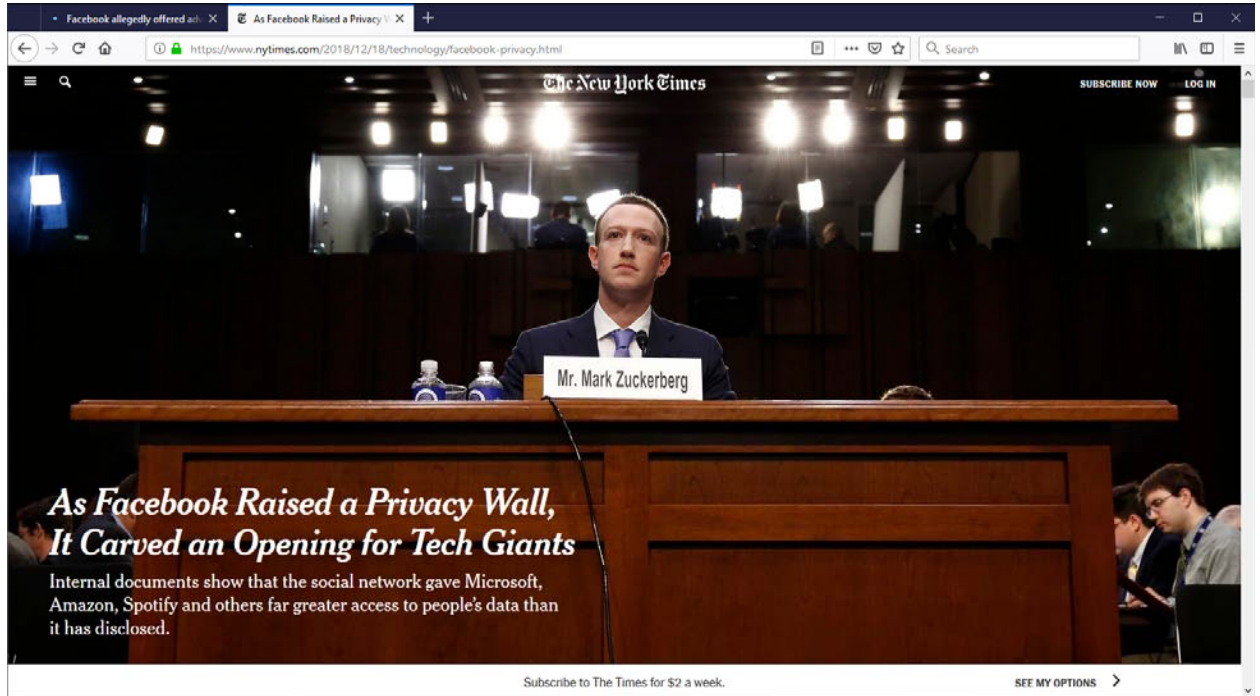 Facebook allegedly offered adv
As Facebook Raised a Privacy W
https://www.nytimes.com/2018/12/18/technology/facebook-privacy.html
Search
The New York Times
SUBSCRIBE NOW
LOG IN
Mr. Mark Zuckerberg
As Facebook Raised a Privacy Wall,
It Carved an Opening for Tech Giants
Internal documents show that the social network gave Microsoft,
Amazon, Spotify and others far greater access to people's data than
it has disclosed.
Subscribe to The Times for $2 a week.
SEE MY OPTIONS